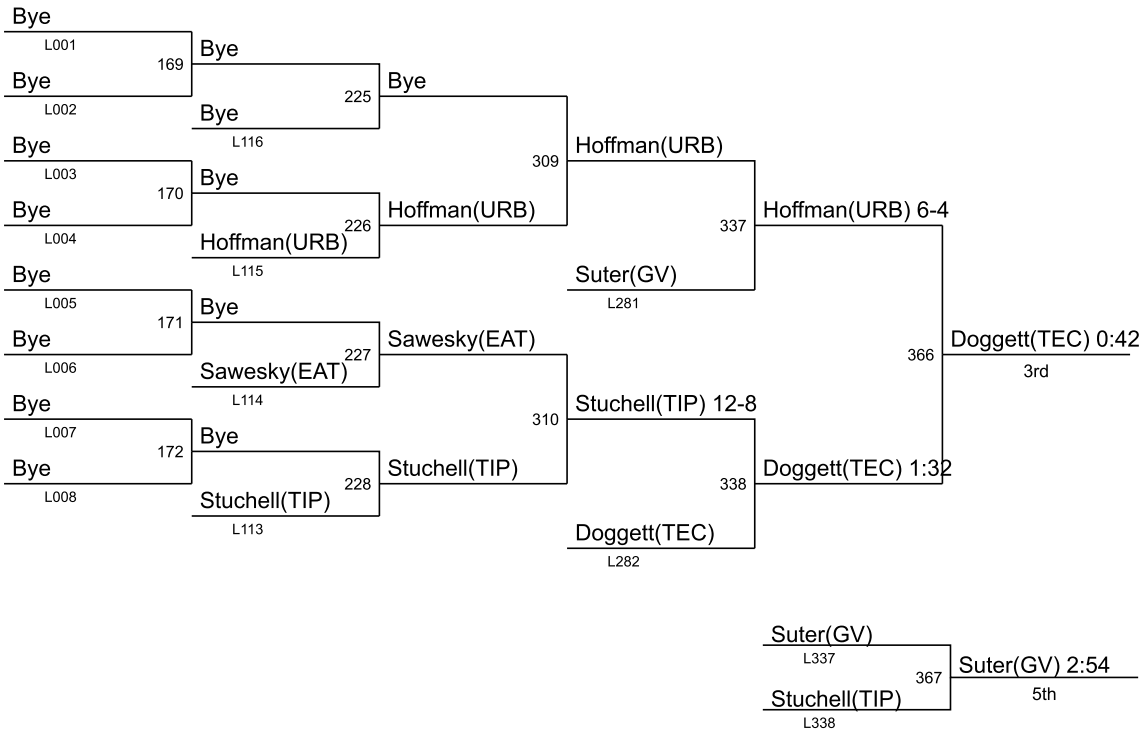 Bye
L001
169
Bye
Bye
L002
225
Bye
Bye
L116
Bye
L003
309
Hoffman(URB)
170
Bye
Bye
L004
226
Hoffman(URB)
337
Hoffman(URB) 6-4
Hoffman(URB)
L115
Bye
L005
Suter(GV)
L281
171
Bye
Bye
L006
227
Sawesky(EAT)
366
Doggett(TEC) 0:42
3rd
Sawesky(EAT)
L114
Bye
L007
310
Stuchell(TIP) 12-8
172
Bye
Bye
L008
228
Stuchell(TIP)
338
Doggett(TEC) 1:32
Stuchell(TIP)
L113
Doggett(TEC)
L282
Suter(GV)
L337
367
Suter(GV) 2:54
5th
Stuchell(TIP)
L338